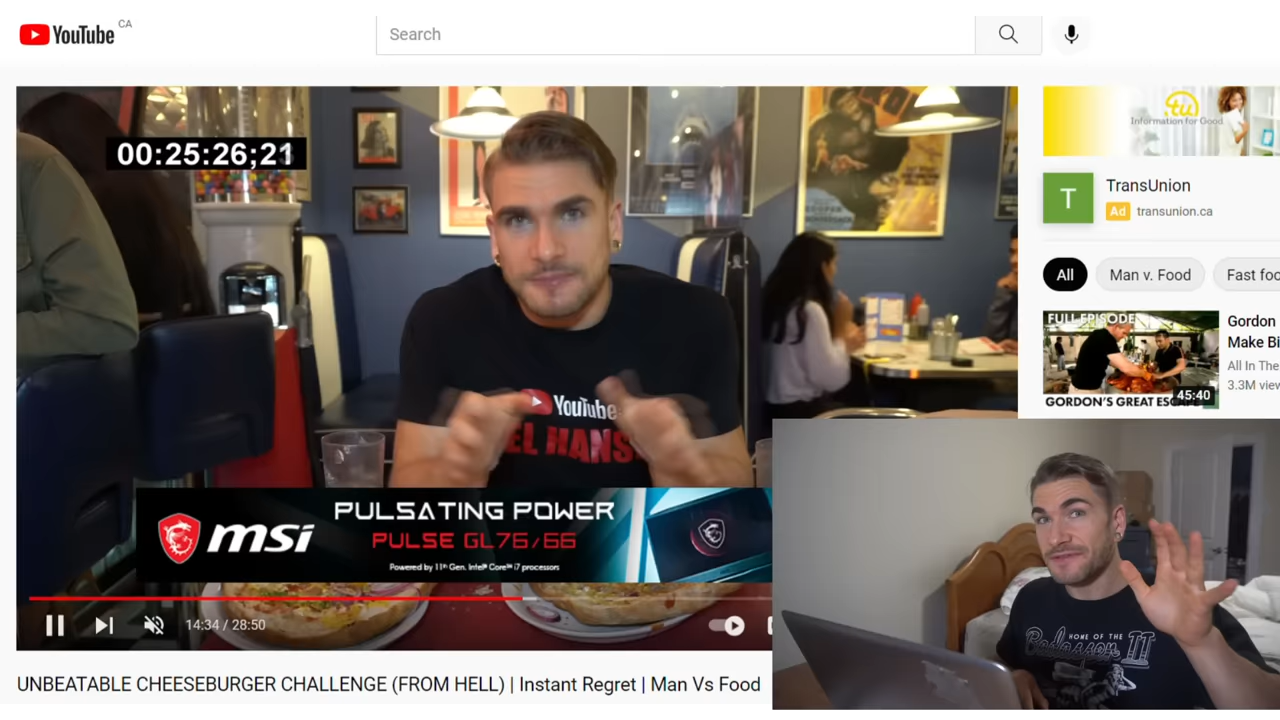 YouTube CA
Search
00:25:26;21
YouTube
EL HANS
msi
PULSATING POWER
PULSE GL76/66
Powered by 11th Gen. Intel® Core™ i7 processors
14:34 / 28:50
UNBEATABLE CHEESEBURGER CHALLENGE (FROM HELL) | Instant Regret | Man Vs Food
tu
Information for Good.
T
TransUnion
Ad transunion.ca
All
Man v. Food
Fast foo
FULL EPISODE
45:40
GORDON'S GREAT ESCAPE
Gordon
Make Bi
All In The
3.3M view
HOME OF THE
Badasser II